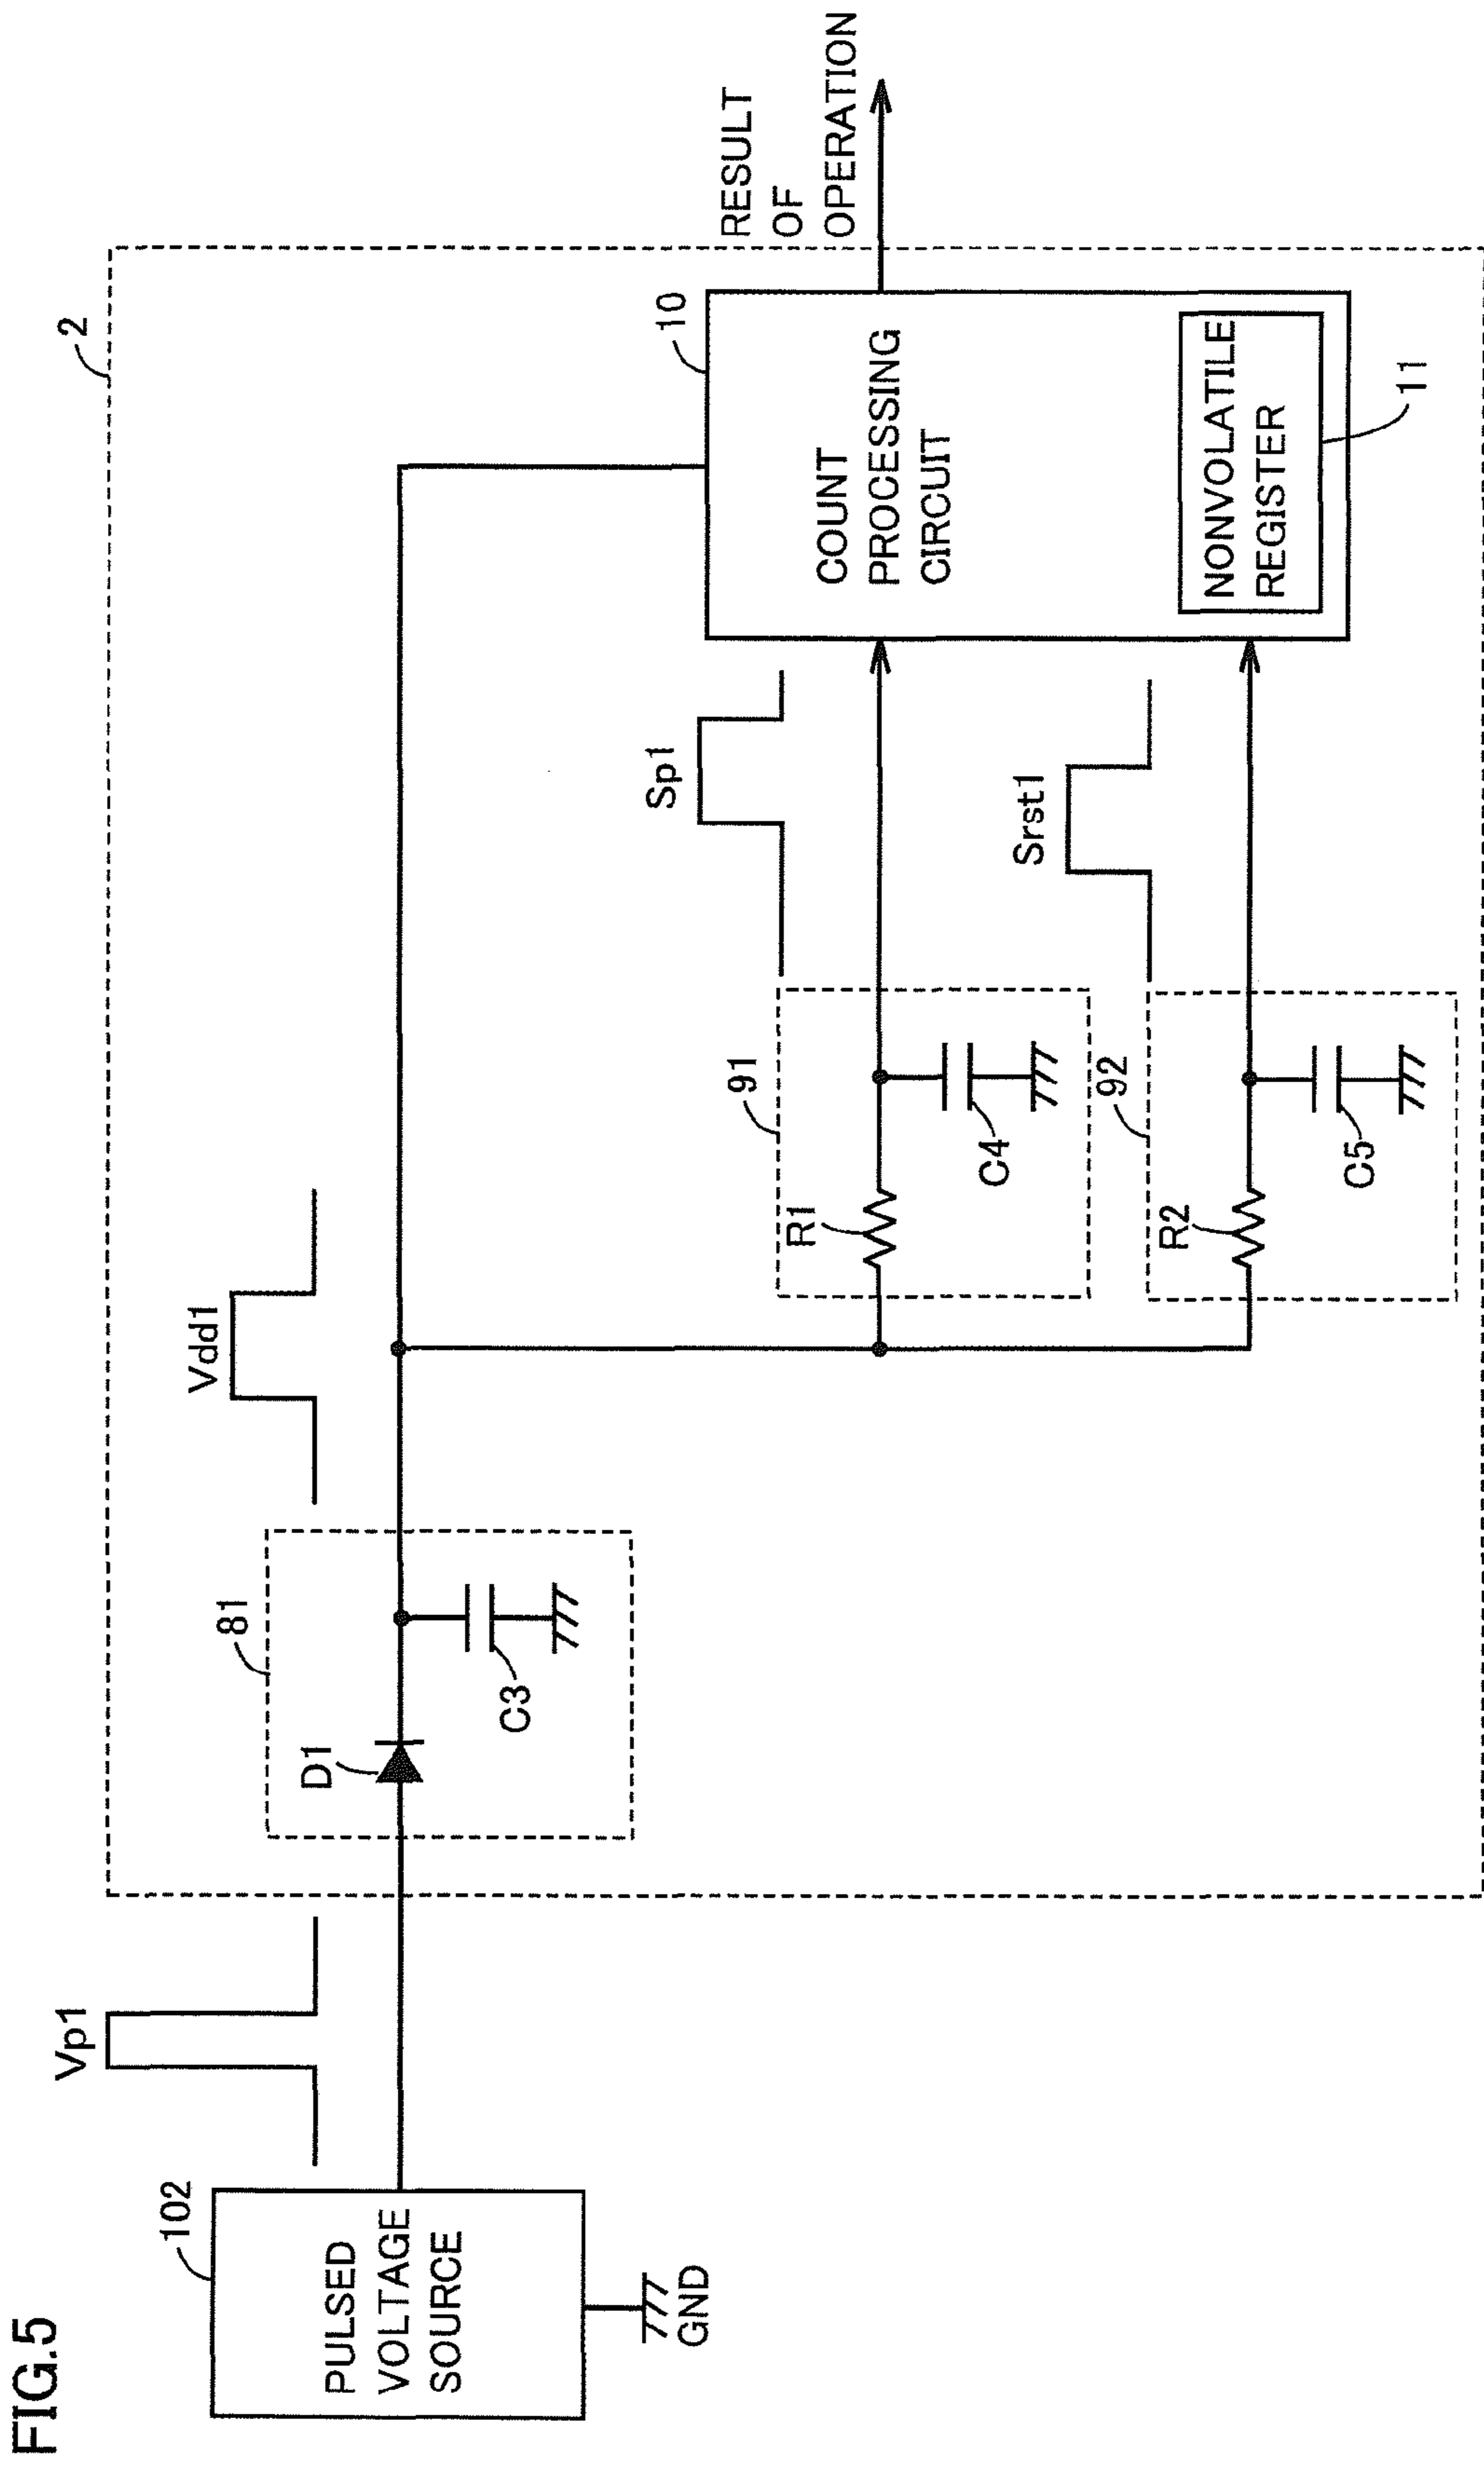 FIG.5
102
PULSED
VOLTAGE
SOURCE
GND
Vp1
2
81
D1
C3
Vdd1
91
R1
C4
92
R2
C5
Sp1
Srst1
10
COUNT
PROCESSING
CIRCUIT
NONVOLATILE
REGISTER
11
RESULT
OF
OPERATION